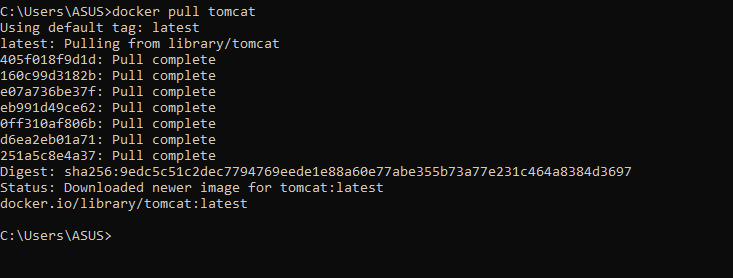 C:\Users\ASUS>docker pull tomcat
Using default tag: latest
latest: Pulling from library/tomcat
405f018f9d1d: Pull complete
160c99d3182b: Pull complete
e07a736be37f: Pull complete
eb991d49ce62: Pull complete
0ff310af806b: Pull complete
d6ea2eb01a71: Pull complete
251a5c8e4a37: Pull complete
Digest: sha256:9edc5c51c2dec7794769eede1e88a60e77abe355b73a77e231c464a8384d3697
Status: Downloaded newer image for tomcat:latest
docker.io/library/tomcat:latest
C:\Users\ASUS>